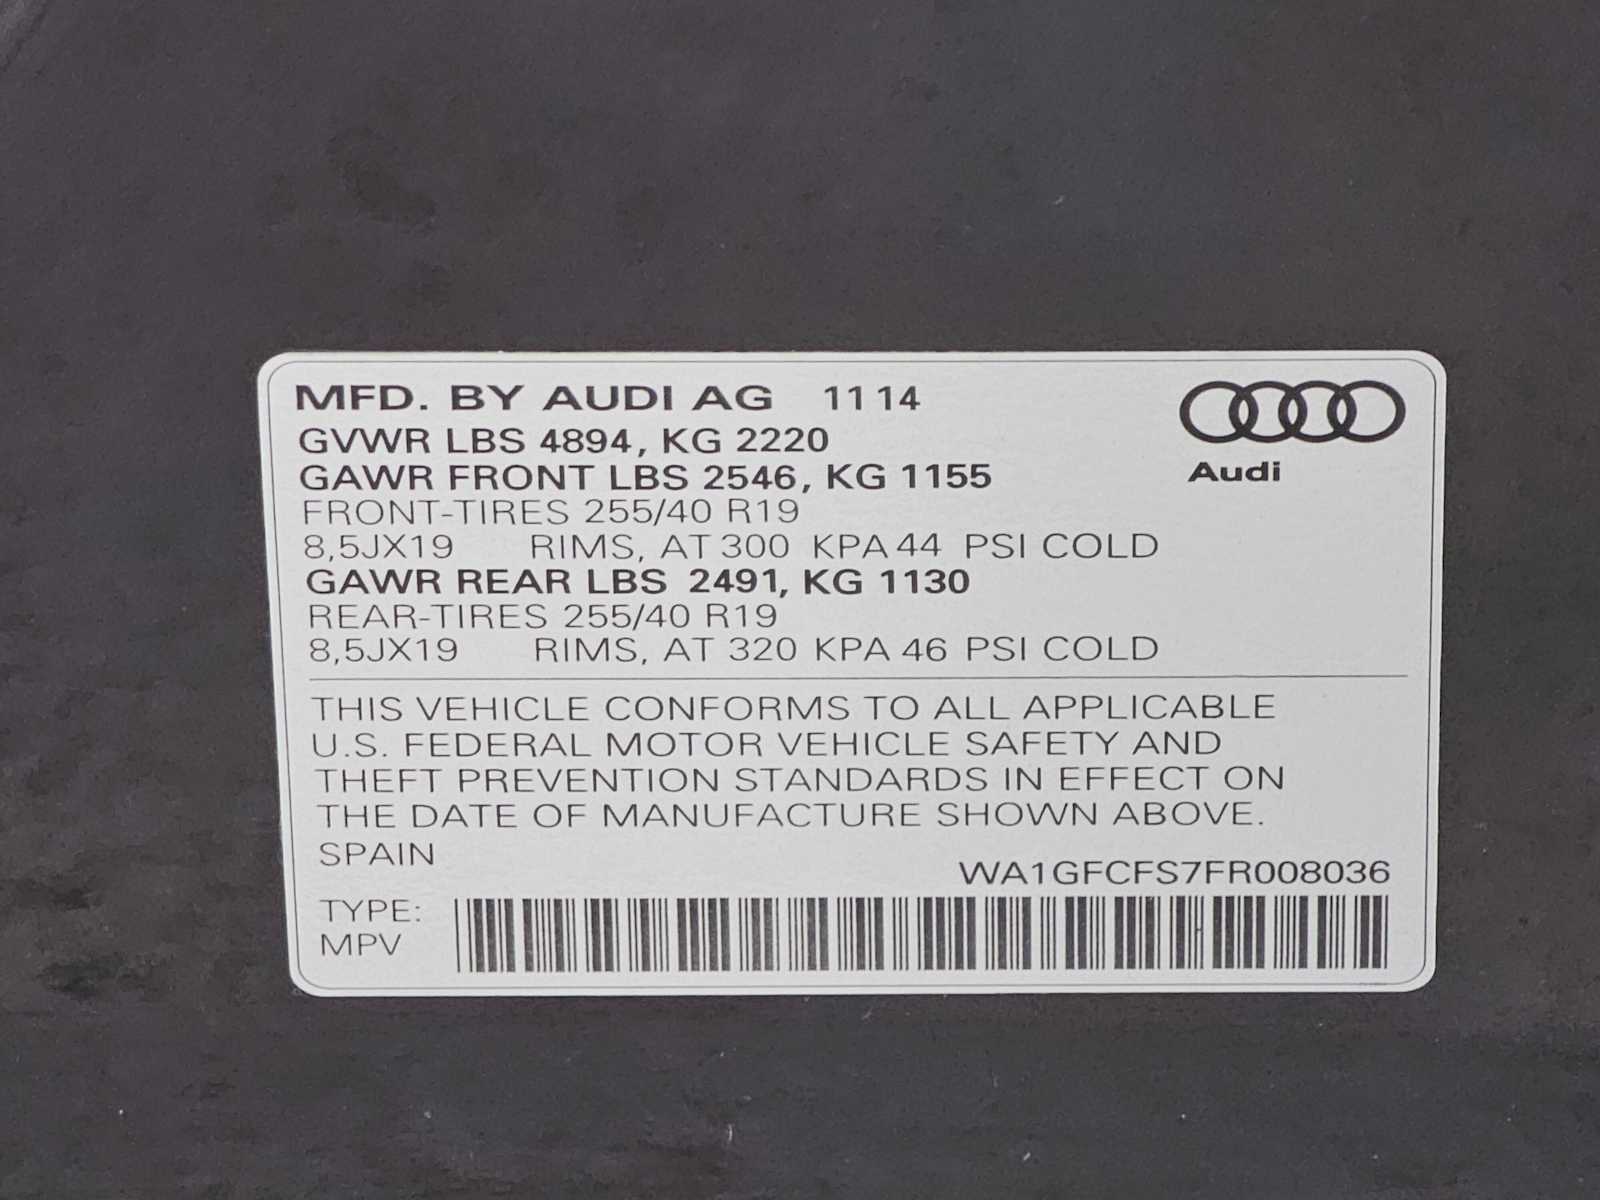 MFD. BY AUDI AG 11 14
GVWR LBS 4894, KG 2220
GAWR FRONT LBS 2546, KG 1155
Audi
FRONT-TIRES 255/40 R19
8,5JX19 RIMS, AT 300 KPA 44 PSI COLD
GAWR REAR LBS 2491, KG 1130
REAR-TIRES 255/40 R19
8,5JX19 RIMS, AT 320 KPA 46 PSI COLD
THIS VEHICLE CONFORMS TO ALL APPLICABLE
U.S. FEDERAL MOTOR VEHICLE SAFETY AND
THEFT PREVENTION STANDARDS IN EFFECT ON
THE DATE OF MANUFACTURE SHOWN ABOVE.
SPAIN
WA1GFCFS7FR008036
TYPE:
MPV